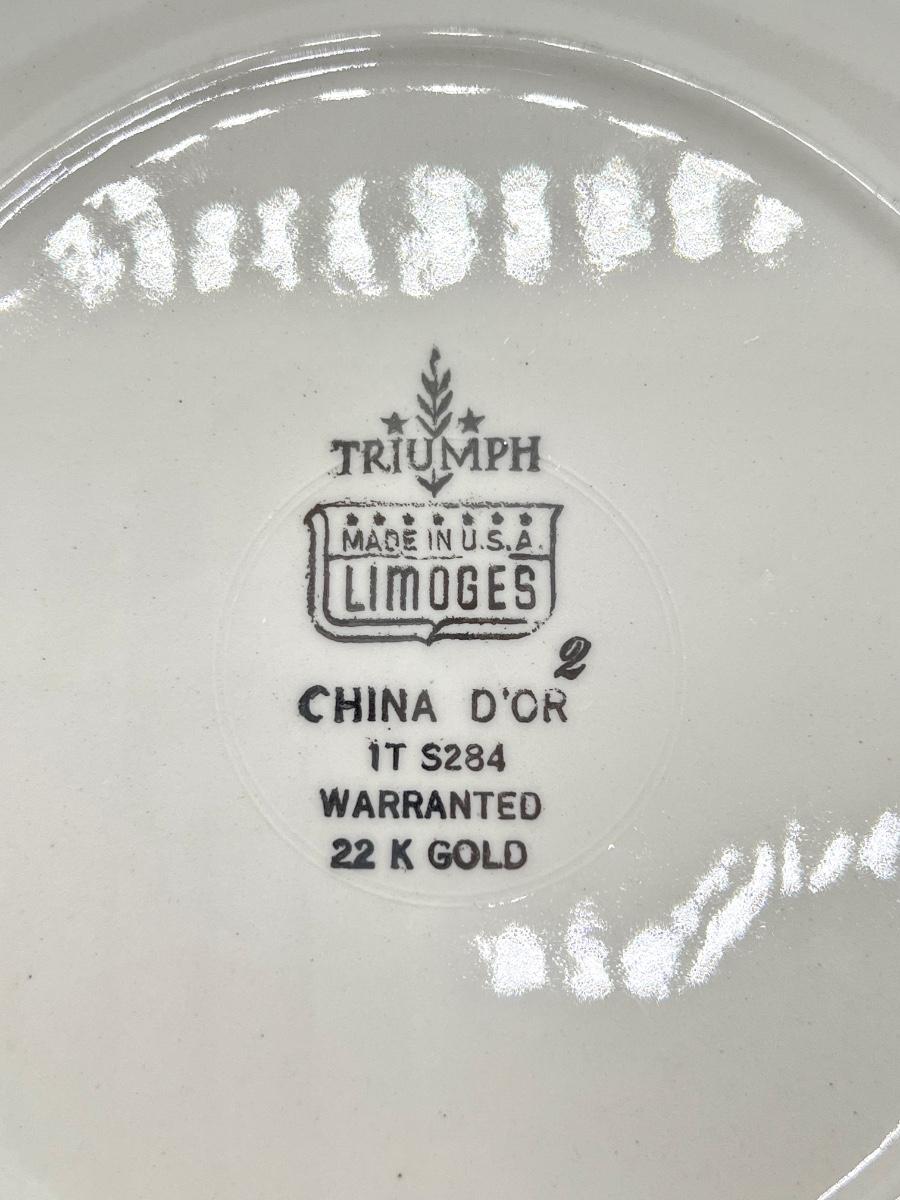 TRIUMPH
MADE IN U.S.A.
LIMOGES
2
CHINA D'OR
1T S284
WARRANTED
22 K GOLD